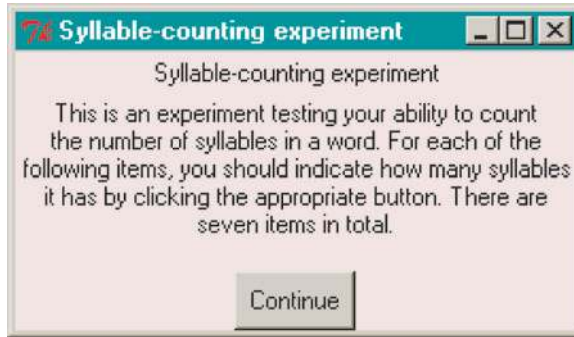 Syllable-counting experiment
Syllable-counting experiment
This is an experiment testing your ability to count
the number of syllables in a word. For each of the
following items, you should indicate how many syllables
it has by clicking the appropriate button. There are
seven items in total.
Continue